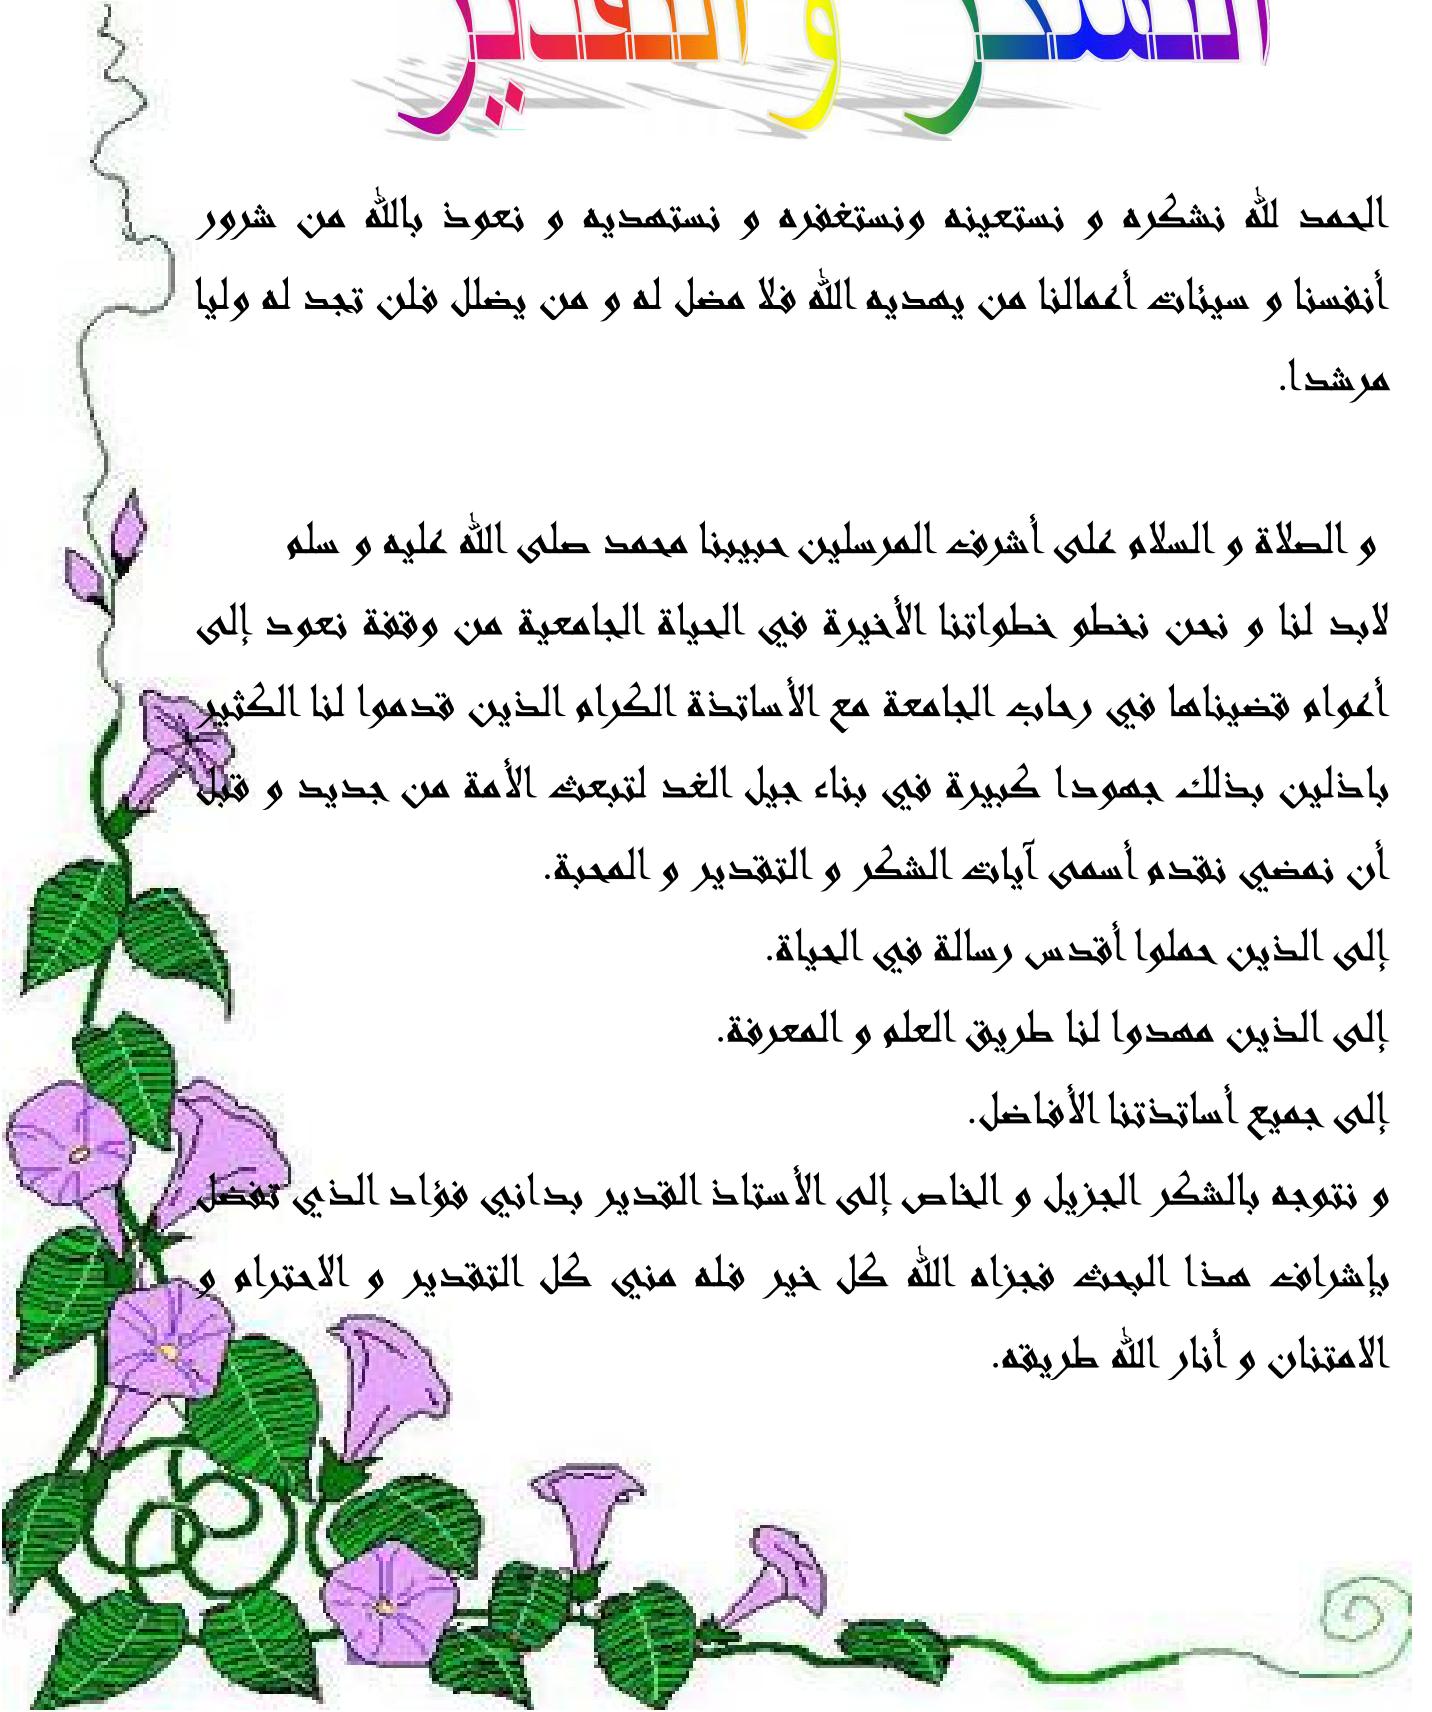 الشكر و التقدير
الحمد لله نشكره و نستعينه ونستغفره و نستهديه و نعوذ بالله من شرور
أنفسنا و سيئات أعمالنا من يهديه الله فلا مضل له و من يضلل فلن تجد له وليا
مرشدا.
و الصلاة و السلام على أشرف المرسلين حبيبنا محمد صلى الله عليه و سلم
لابد لنا و نحن نخطو خطواتنا الأخيرة في الحياة الجامعية من وقفة نعود إلى
أعوام قضيناها في رحاب الجامعة مع الأساتذة الكرام الذين قدموا لنا الكثير
باذلين بذلك جهودا كبيرة في بناء جيل الغد لتبعث الأمة من جديد و قبل
أن نمضي نقدم أسمى آيات الشكر و التقدير و المحبة.
إلى الذين حملوا أقدس رسالة في الحياة.
إلى الذين مهدوا لنا طريق العلم و المعرفة.
إلى جميع أساتذتنا الأفاضل.
و نتوجه بالشكر الجزيل و الخاص إلى الأستاذ القدير بداني فؤاد الذي تفضل
بإشراف هذا البحث فجزاه الله كل خير فله مني كل التقدير و الاحترام و
الامتنان و أنار الله طريقه.